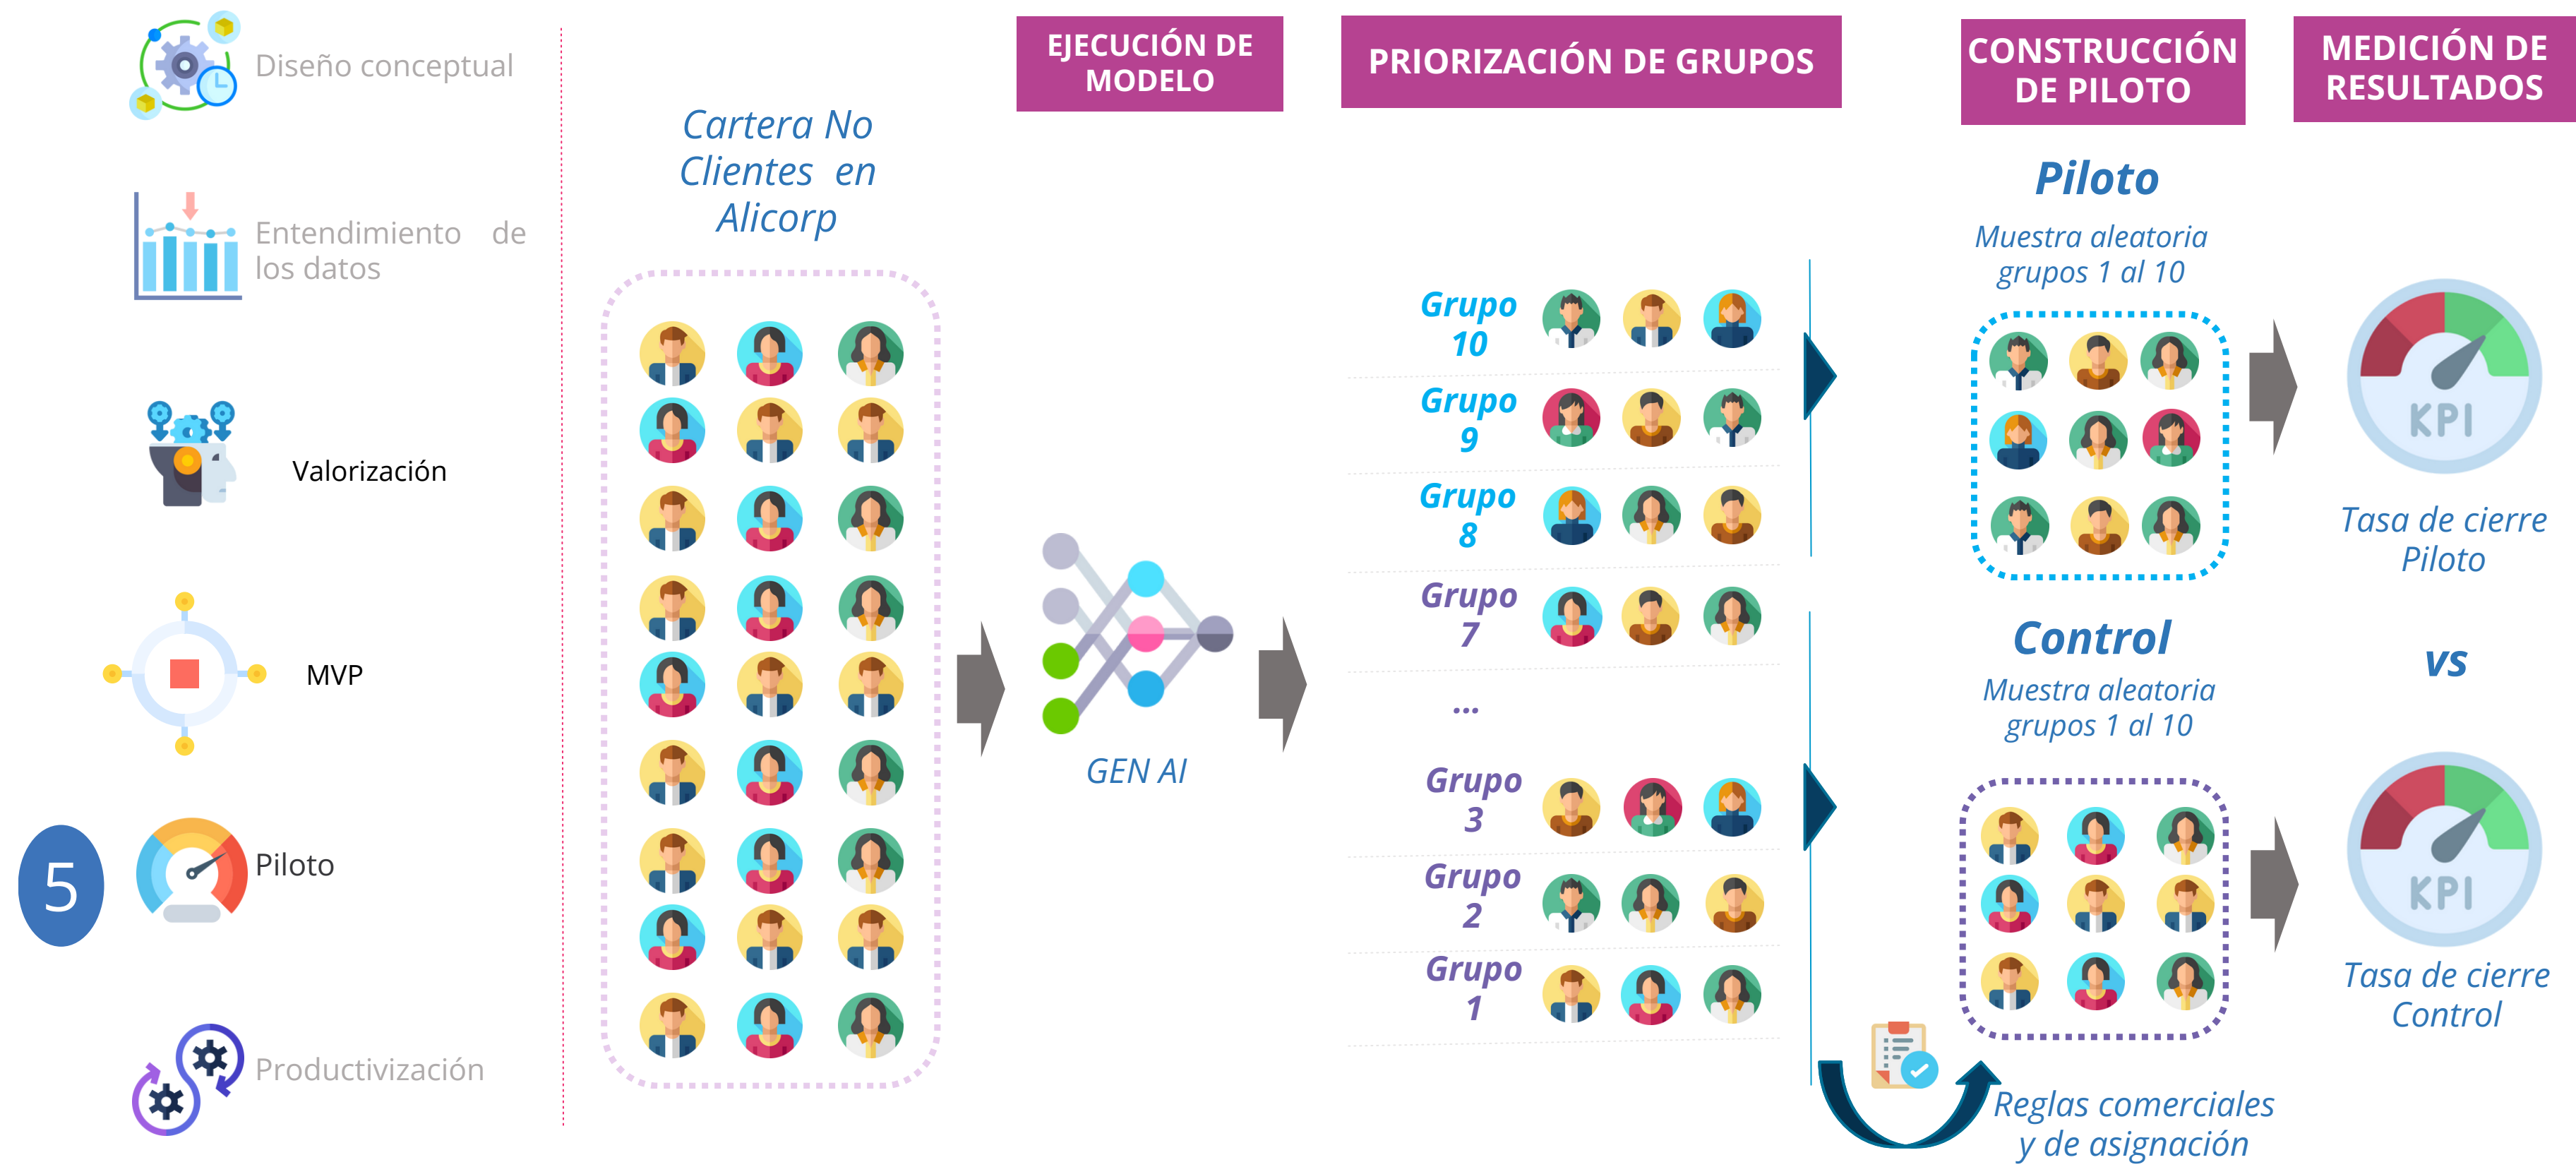 Diseño conceptual
Entendimiento de
los datos
Valorización
MVP
5
Piloto
Productivización
Cartera No
Clientes en
Alicorp
EJECUCIÓN DE
MODELO
GEN AI
PRIORIZACIÓN DE GRUPOS
Grupo
10
Grupo
9
Grupo
8
Grupo
7
...
Grupo
3
Grupo
2
Grupo
1
CONSTRUCCIÓN
DE PILOTO
Piloto
Muestra aleatoria
grupos 1 al 10
Control
Muestra aleatoria
grupos 1 al 10
Reglas comerciales
y de asignación
MEDICIÓN DE
RESULTADOS
KPI
Tasa de cierre
Piloto
vs
KPI
Tasa de cierre
Control